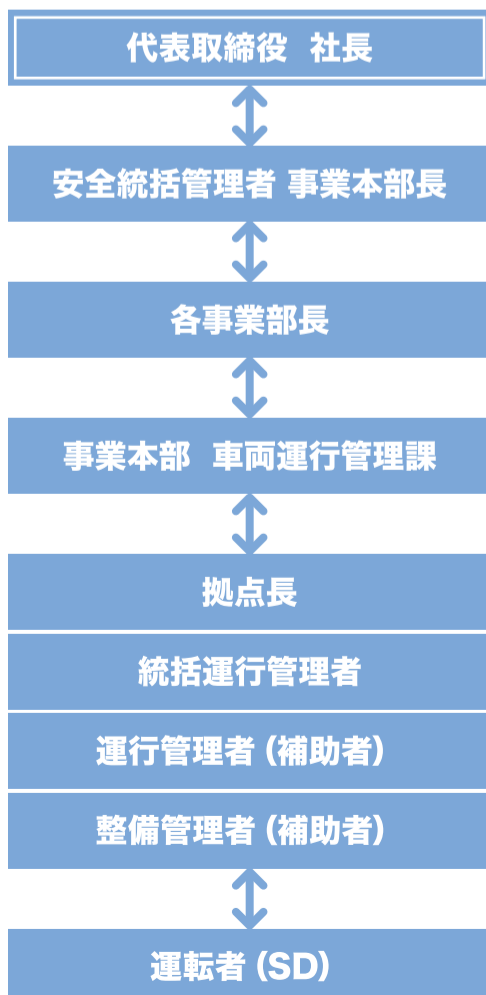 代表取締役 社長
安全統括管理者 事業本部長
各事業部長
事業本部 車両運行管理課
拠点長
統括運行管理者
運行管理者(補助者)
整備管理者(補助者)
運転者(SD)